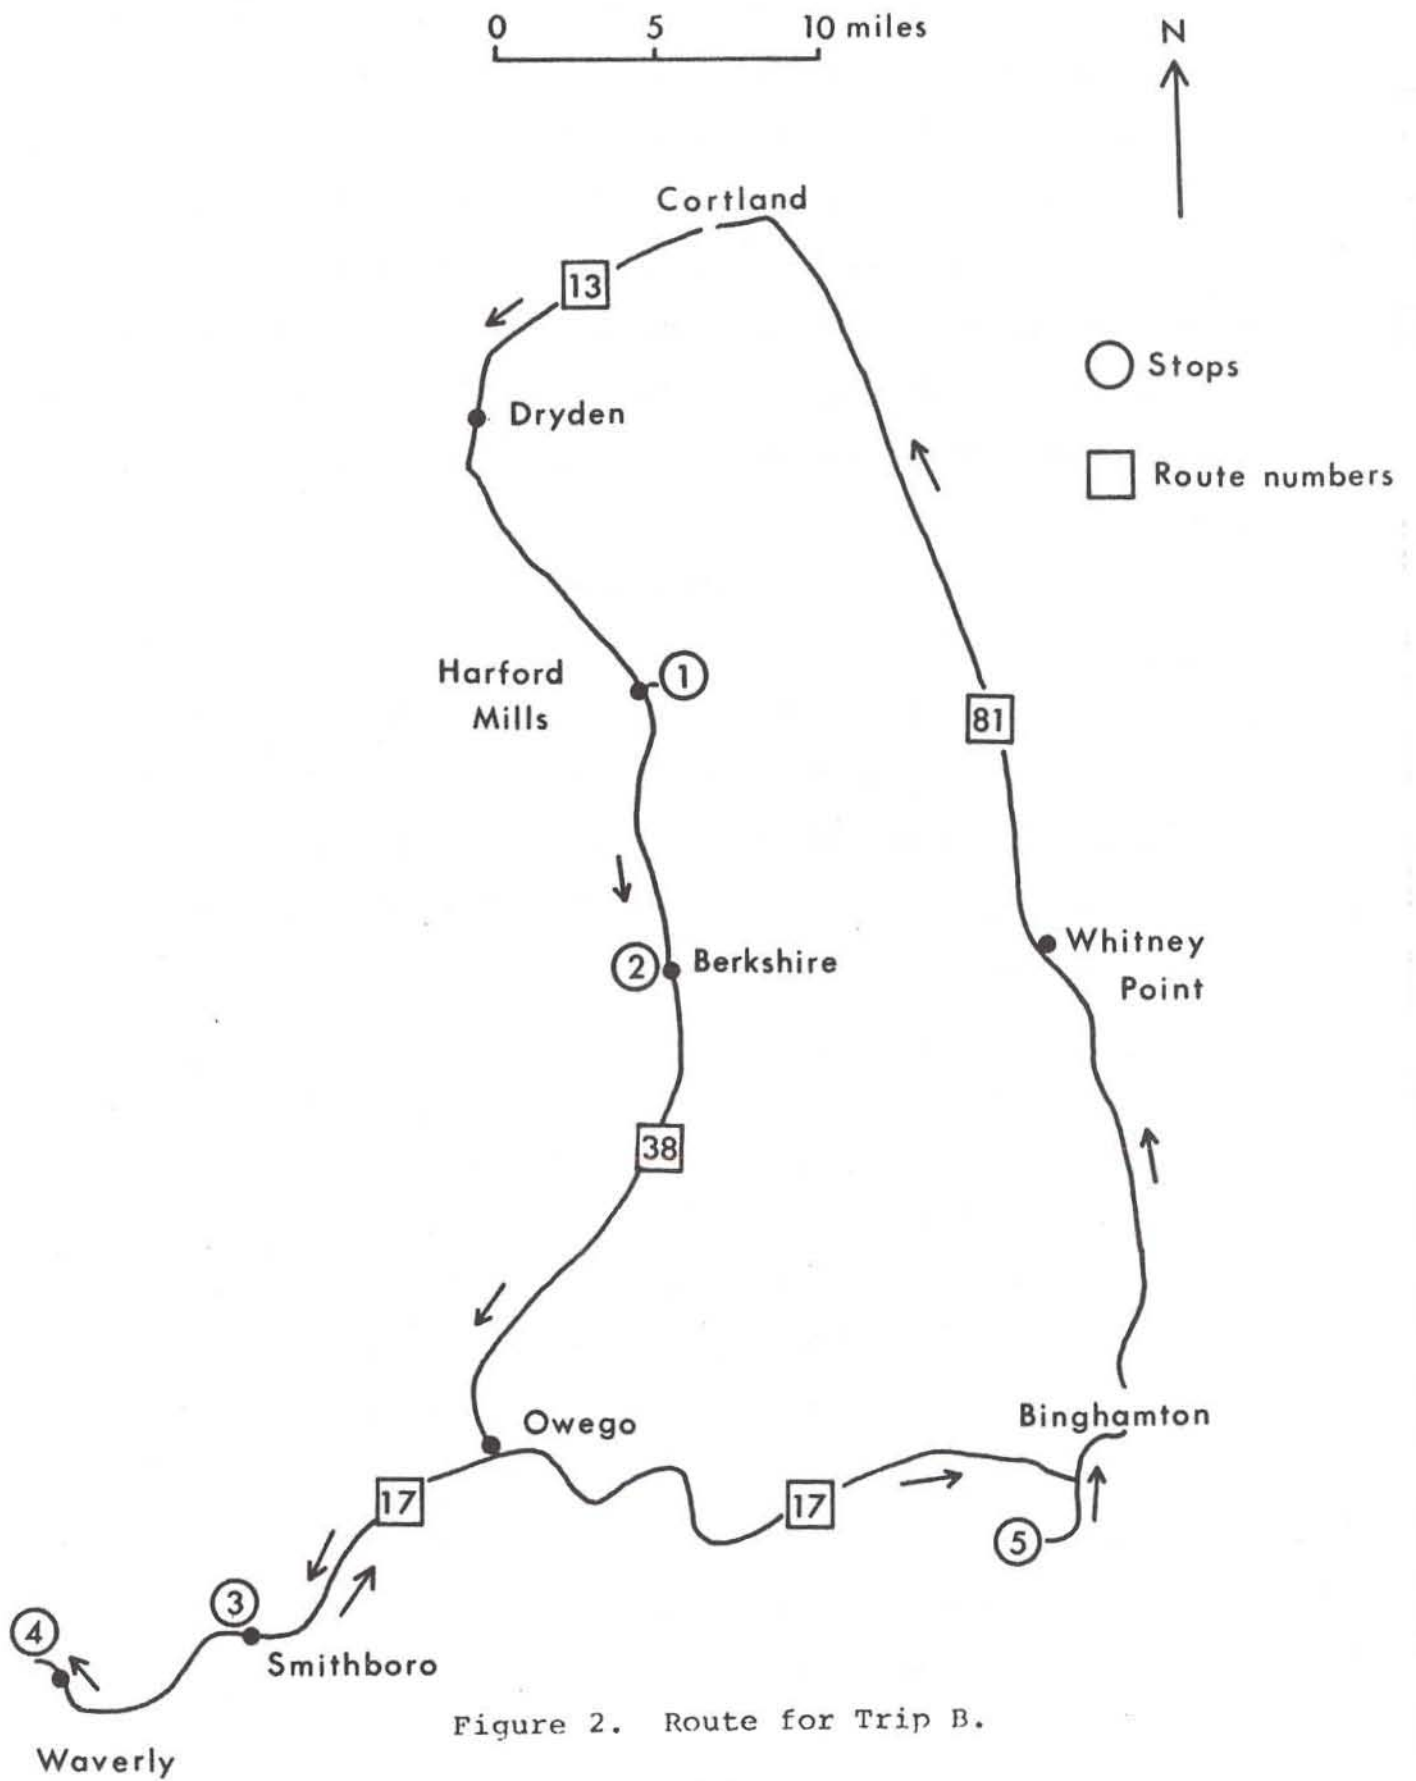 0 5 10 miles
N
Cortland
13
Stops
Dryden
Route numbers
Harford
Mills
1
81
Whitney
Point
2
Berkshire
38
Owego
Binghamton
17
17
5
3
4
Smithboro
Figure 2. Route for Trip B.
Waverly